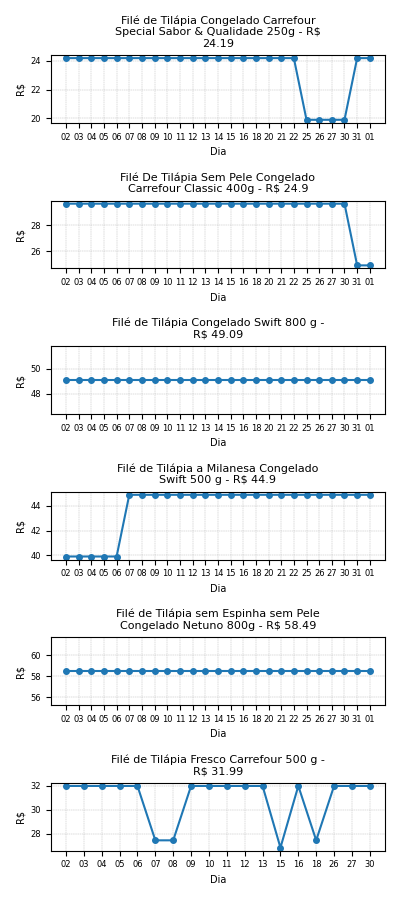 Filé de Tilápia Congelado Carrefour
Special Sabor & Qualidade 250g - R$
24.19
24
22
20
R$
02 03 04 05 06 07 08 09 10 11 12 13 14 15 16 18 20 21 22 25 26 27 30 31 01
Dia
Filé De Tilápia Sem Pele Congelado
Carrefour Classic 400g - R$ 24.9
28
26
R$
02 03 04 05 06 07 08 09 10 11 12 13 14 15 16 18 20 21 22 25 26 27 30 31 01
Dia
Filé de Tilápia Congelado Swift 800 g -
R$ 49.09
50
48
R$
02 03 04 05 06 07 08 09 10 11 12 13 14 15 16 18 20 21 22 25 26 27 30 31 01
Dia
Filé de Tilápia a Milanesa Congelado
Swift 500 g - R$ 44.9
44
42
40
R$
02 03 04 05 06 07 08 09 10 11 12 13 14 15 16 18 20 21 22 25 26 27 30 31 01
Dia
Filé de Tilápia sem Espinha sem Pele
Congelado Netuno 800g - R$ 58.49
60
58
56
R$
02 03 04 05 06 07 08 09 10 11 12 13 14 15 16 18 20 21 22 25 26 27 30 31 01
Dia
Filé de Tilápia Fresco Carrefour 500 g -
R$ 31.99
32
30
28
R$
02 03 04 05 06 07 08 09 10 11 12 13 15 16 18 26 27 30
Dia